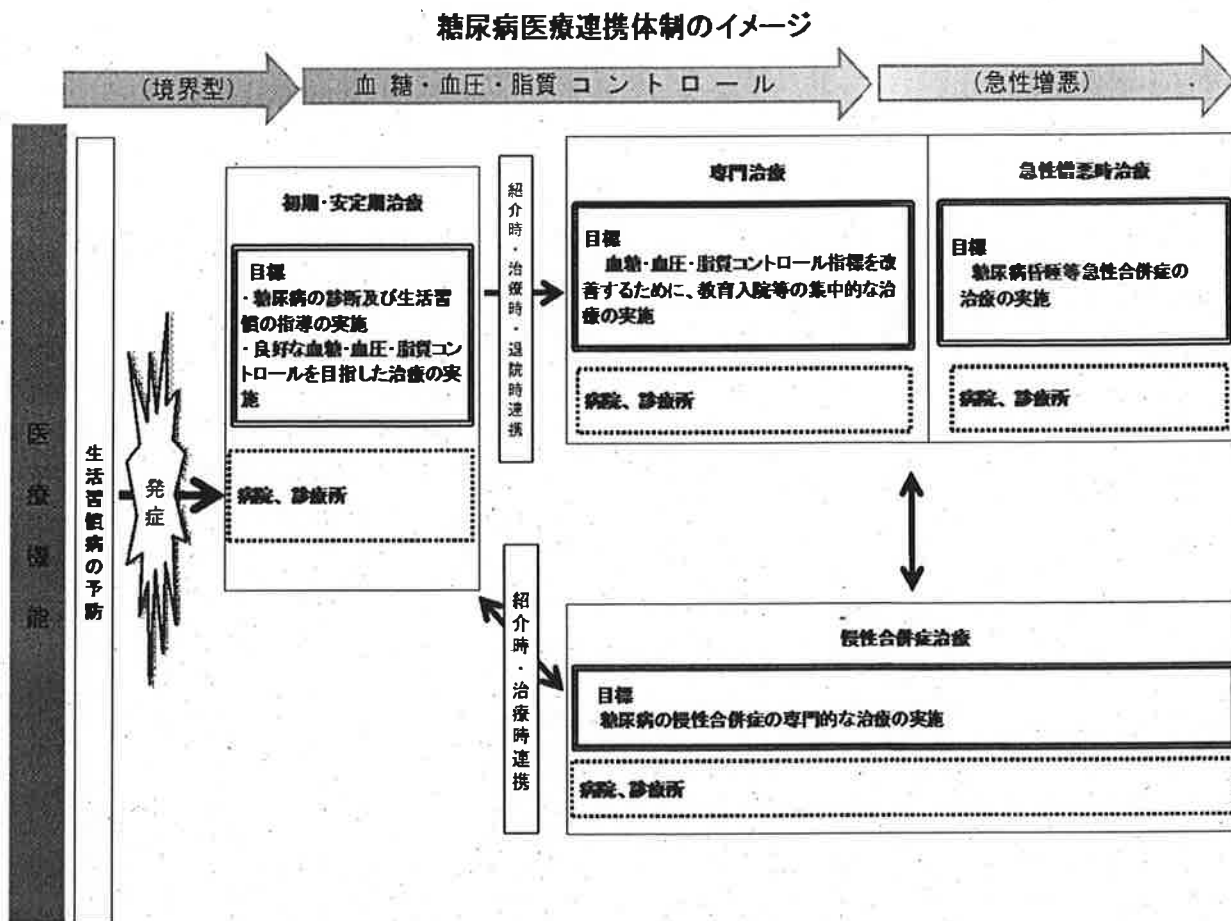 糖尿病医療連携体制のイメージ
(境界型)
血糖・血圧・脂質コントロール
(急性増悪)
医療機能
生活習慣病の予防
発症
初期・安定期治療
目標
・糖尿病の診断及び生活習
慣の指導の実施
・良好な血糖・血圧・脂質コン
トロールを目指した治療の実
施
病院、診療所
紹介時・治療時・退院時連携
専門治療
目標
血糖・血圧・脂質コントロール指標を改
善するために、教育入院等の集中的な治
療の実施
病院、診療所
急性増悪時治療
目標
糖尿病昏睡等急性合併症の
治療の実施
病院、診療所
紹介時・治療時連携
慢性合併症治療
目標
糖尿病の慢性合併症の専門的な治療の実施
病院、診療所